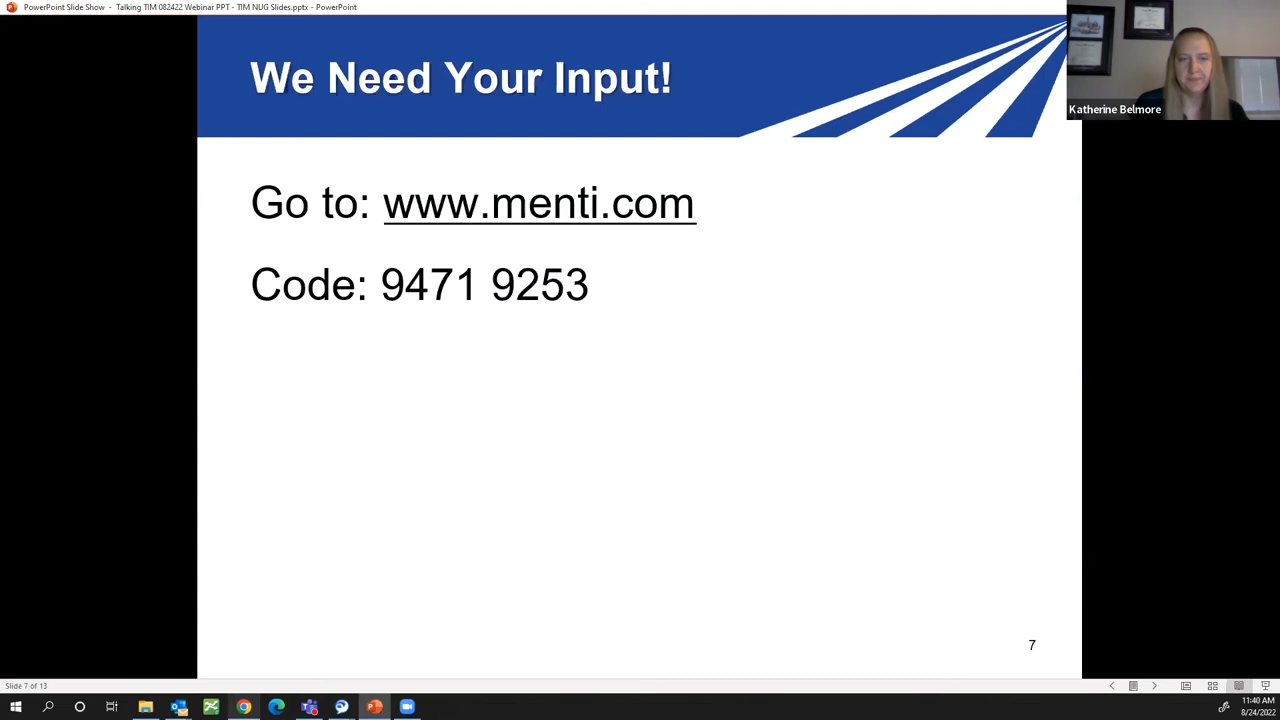 PowerPoint Slide Show - Talking TIM 082422 Webinar PPT - TIM NUG Slides.pptx - PowerPoint
We Need Your Input!
Katherine Belmore
Go to: www.menti.com
Code: 9471 9253
7
Slide 7 of 13
11:40 AM
8/24/2022